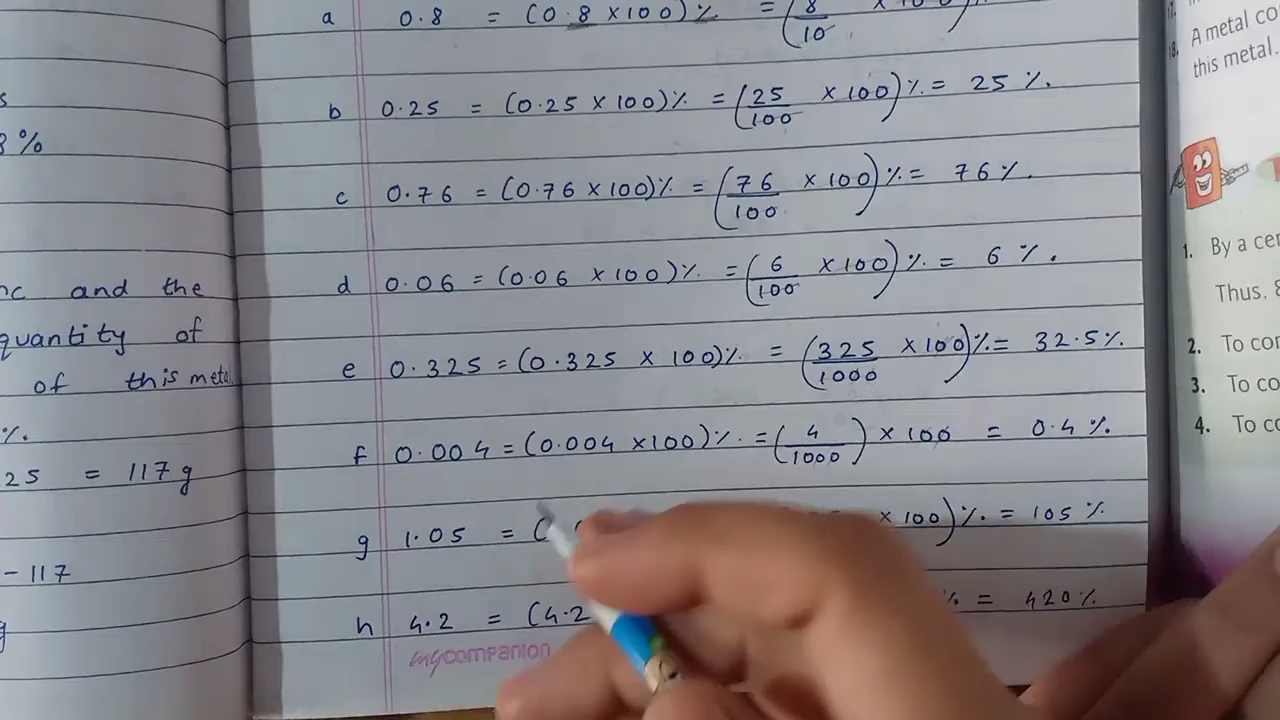 a 0.8 = (0.8 × 100)% = (8/10 × 100)
b 0.25 = (0.25 × 100)% = (25/100 × 100)% = 25%.
c 0.76 = (0.76 × 100)% = (76/100 × 100)% = 76%.
d 0.06 = (0.06 × 100)% = (6/100 × 100)% = 6%.
e 0.325 = (0.325 × 100)% = (325/1000 × 100)% = 32.5%.
f 0.004 = (0.004 × 100)%. = (4/1000) × 100 = 0.4%.
g 1.05 = ( × 100)%. = 105%
h 4.2 = (4.2 % = 420%
mycompanion
s
8%
and the
quantity of
of this metal
%.
25 = 117g
- 117
g
18. A metal co
this metal.
1. By a cer
Thus, 8
2. To con
3. To co
4. To co